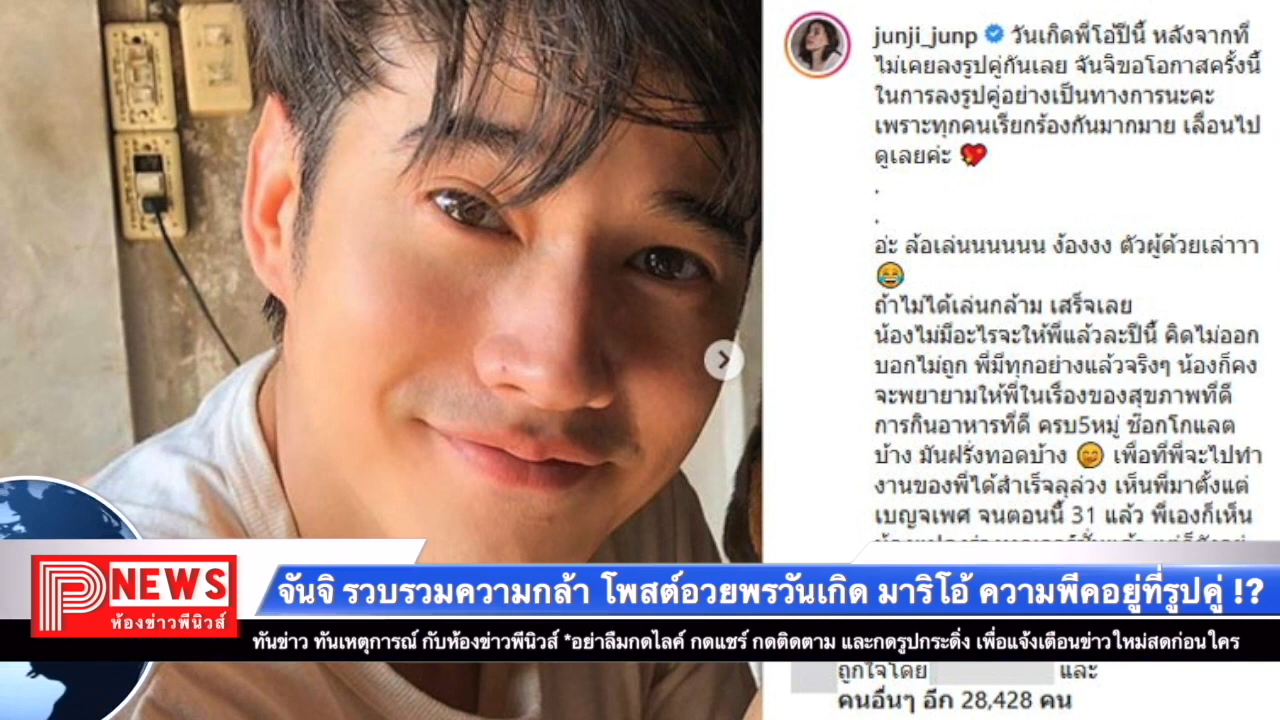 junji_junp วันเกิดพี่โอ้ปีนี้ หลังจากที่
ไม่เคยลงรูปคู่กันเลย จันจิขอโอกาสครั้งนี้
ในการลงรูปคู่อย่างเป็นทางการนะคะ
เพราะทุกคนเรียกร้องกันมากมาย เลื่อนไป
ดูเลยค่ะ 💖
.
.
อ่ะ ล้อเล่นนนนนน ง้องงง ตัวผู้ด้วยเล่าาา
😂
ถ้าไม่ได้เล่นกล้าม เสร็จเลย
น้องไม่มีอะไรจะให้พี่แล้วละปีนี้ คิดไม่ออก
บอกไม่ถูก พี่มีทุกอย่างแล้วจริงๆ น้องก็คง
จะพยายามให้พี่ในเรื่องของสุขภาพที่ดี
การกินอาหารที่ดี ครบ5หมู่ ช๊อกโกแลต
บ้าง มันฝรั่งทอดบ้าง 🤭 เพื่อที่พี่จะไปทำ
งานของพี่ได้สำเร็จลุล่วง เห็นพี่มาตั้งแต่
เบญจเพศ จนตอนนี้ 31 แล้ว พี่เองก็เห็น
P NEWS
ห้องข่าวพีนิวส์
จันจิ รวบรวมความกล้า โพสต์อวยพรวันเกิด มาริโอ้ ความพีคอยู่ที่รูปคู่ !?
ทันข่าว ทันเหตุการณ์ กับห้องข่าวพีนิวส์ *อย่าลืมกดไลค์ กดแชร์ กดติดตาม และกดรูปกระดิ่ง เพื่อแจ้งเตือนข่าวใหม่สดก่อนใคร
ถูกใจโดย และ
คนอื่นๆ อีก 28,428 คน